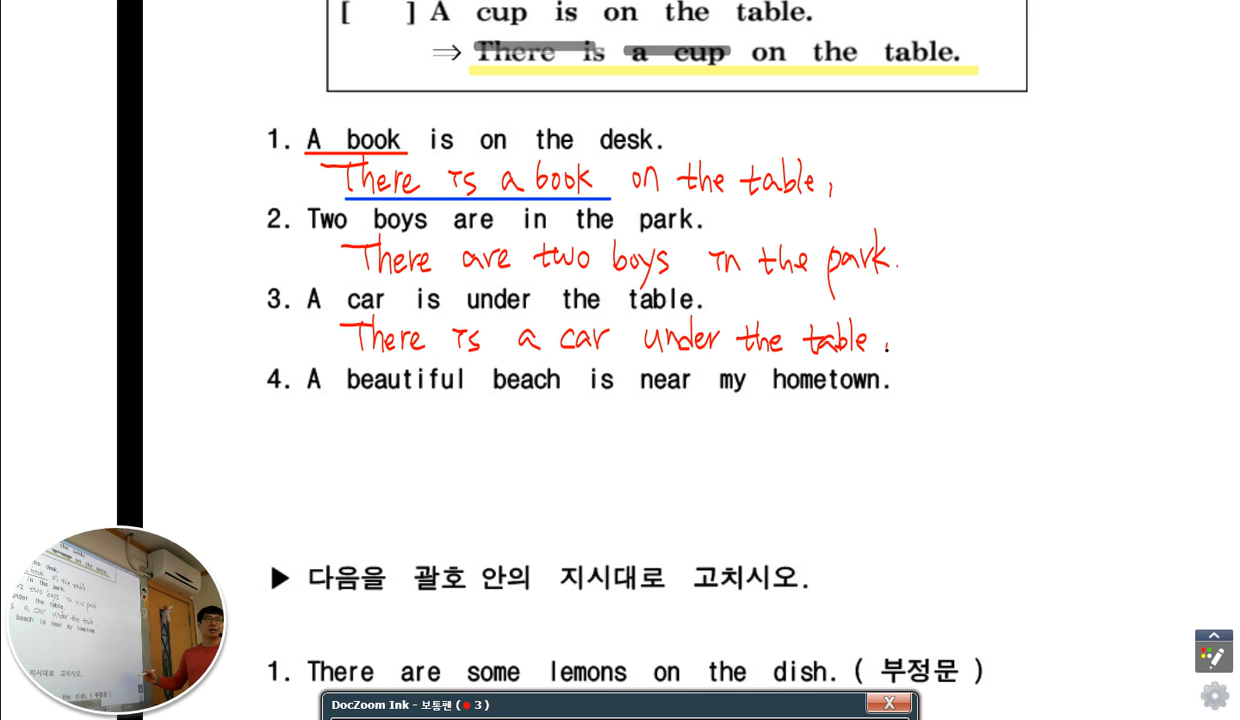 [ ] A cup is on the table.
⇒ There is a cup on the table.
1. A book is on the desk.
There is a book on the table,
2. Two boys are in the park.
There are two boys in the park.
3. A car is under the table.
There is a car under the table.
4. A beautiful beach is near my hometown.
▶ 다음을 괄호 안의 지시대로 고치시오.
1. There are some lemons on the dish. ( 부정문 )
DocZoom Ink - 보통펜 ( 3 )
X